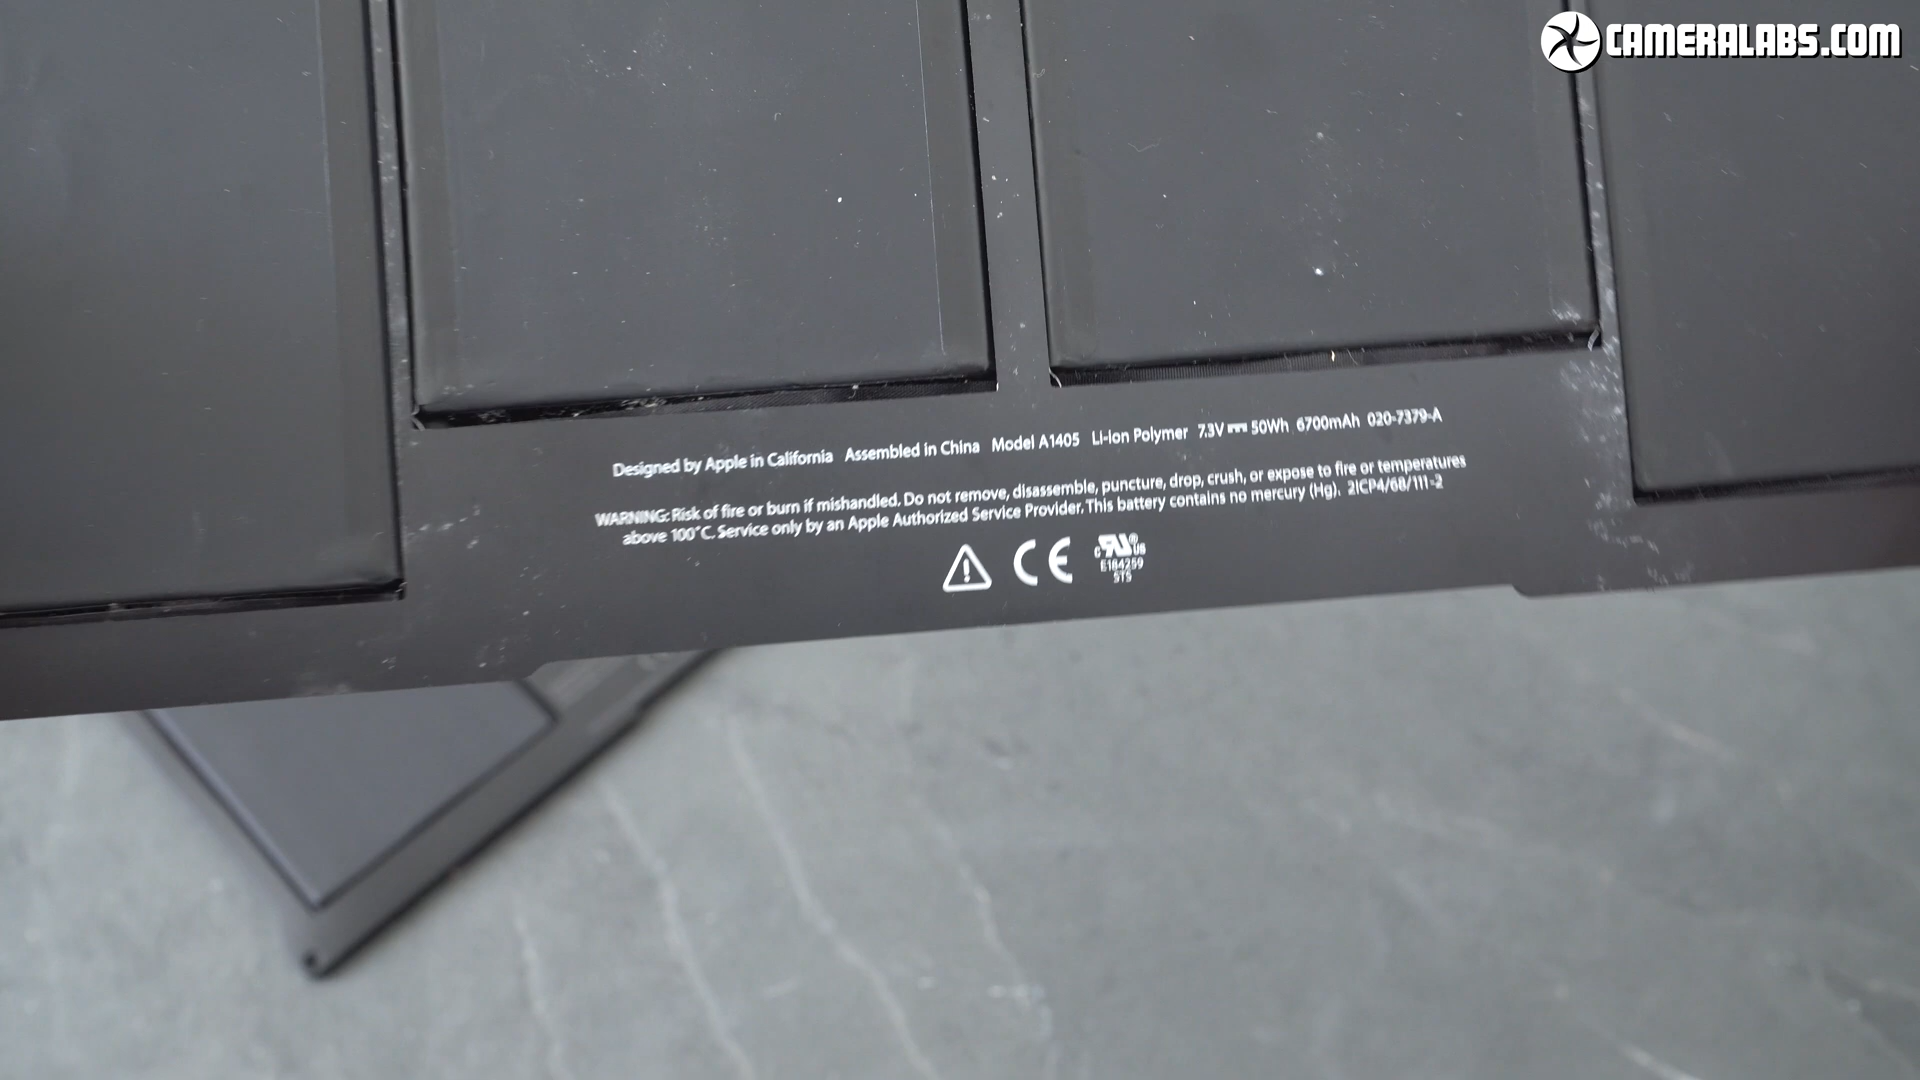 CAMERALABS.COM
Designed by Apple in California Assembled in China Model A1405 Li-Ion Polymer 7.3V 50Wh 6700mAh 020-7379-A
WARNING: Risk of fire or burn if mishandled. Do not remove, disassemble, puncture, drop, crush, or expose to fire or temperatures
above 100°C. Service only by an Apple Authorized Service Provider. This battery contains no mercury (Hg). 2ICP4/68/111-2
CE
c RU® US
E184259
STS